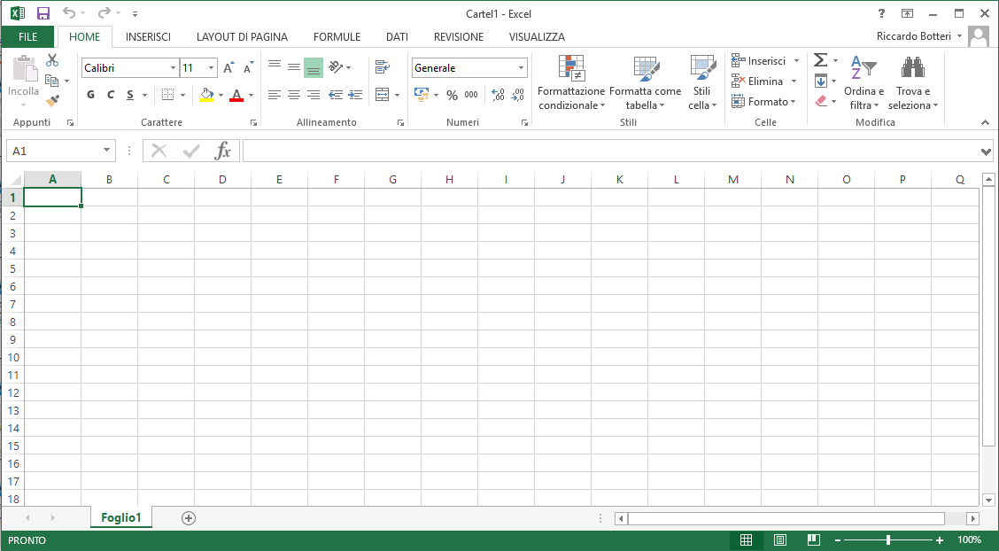 Cartel1 - Excel
?
FILE HOME INSERISCI LAYOUT DI PAGINA FORMULE DATI REVISIONE VISUALIZZA
Riccardo Botteri
Incolla
Appunti
Calibri 11
G C S
Carattere
Allineamento
Generale
% 000
Numeri
Formattazione condizionale
Formatta come tabella
Stili cella
Stili
Inserisci
Elimina
Formato
Celle
Ordina e filtra
Trova e seleziona
Modifica
A1
fx
A B C D E F G H I J K L M N O P Q
1
2
3
4
5
6
7
8
9
10
11
12
13
14
15
16
17
18
Foglio1
PRONTO
100%